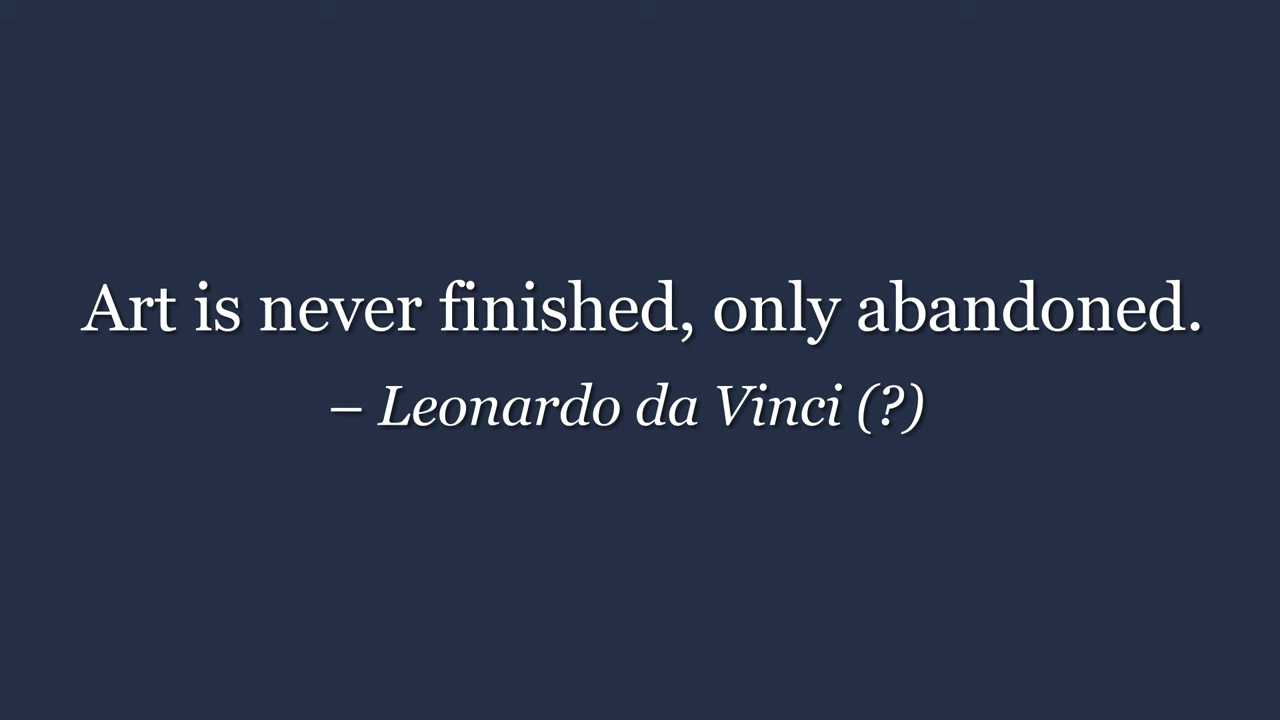 Art is never finished, only abandoned.
– Leonardo da Vinci (?)